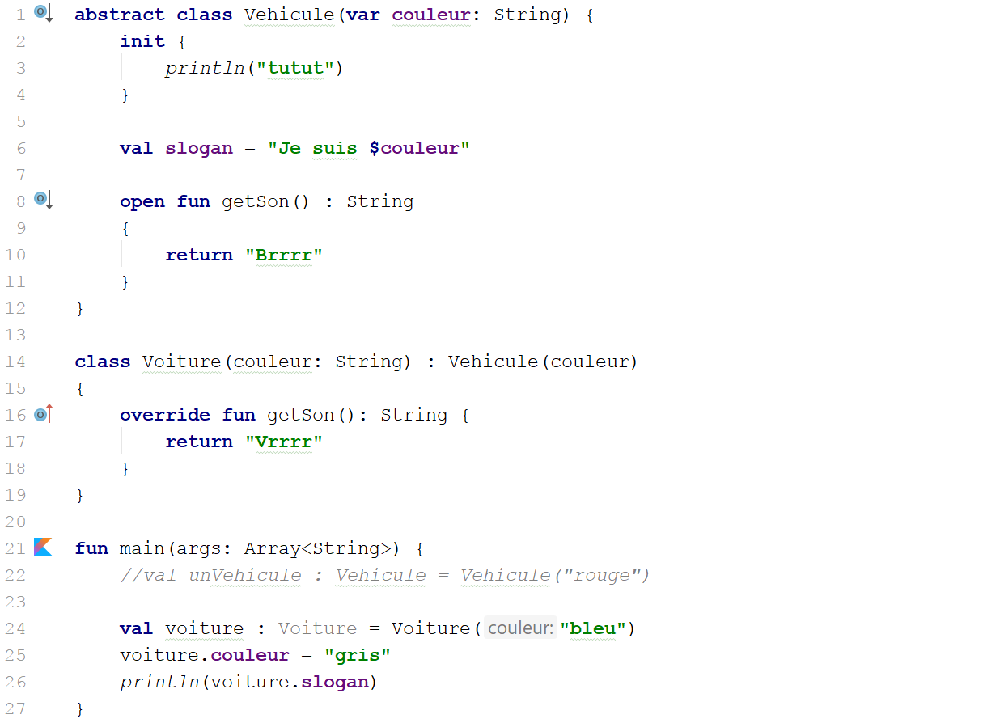 1 abstract class Vehicule(var couleur: String) {
2     init {
3         println("tutut")
4     }
5
6     val slogan = "Je suis $couleur"
7
8     open fun getSon() : String
9     {
10         return "Brrrr"
11     }
12 }
13
14 class Voiture(couleur: String) : Vehicule(couleur)
15 {
16     override fun getSon(): String {
17         return "Vrrrr"
18     }
19 }
20
21 fun main(args: Array<String>) {
22     //val unVehicule : Vehicule = Vehicule("rouge")
23
24     val voiture : Voiture = Voiture( couleur: "bleu")
25     voiture.couleur = "gris"
26     println(voiture.slogan)
27 }